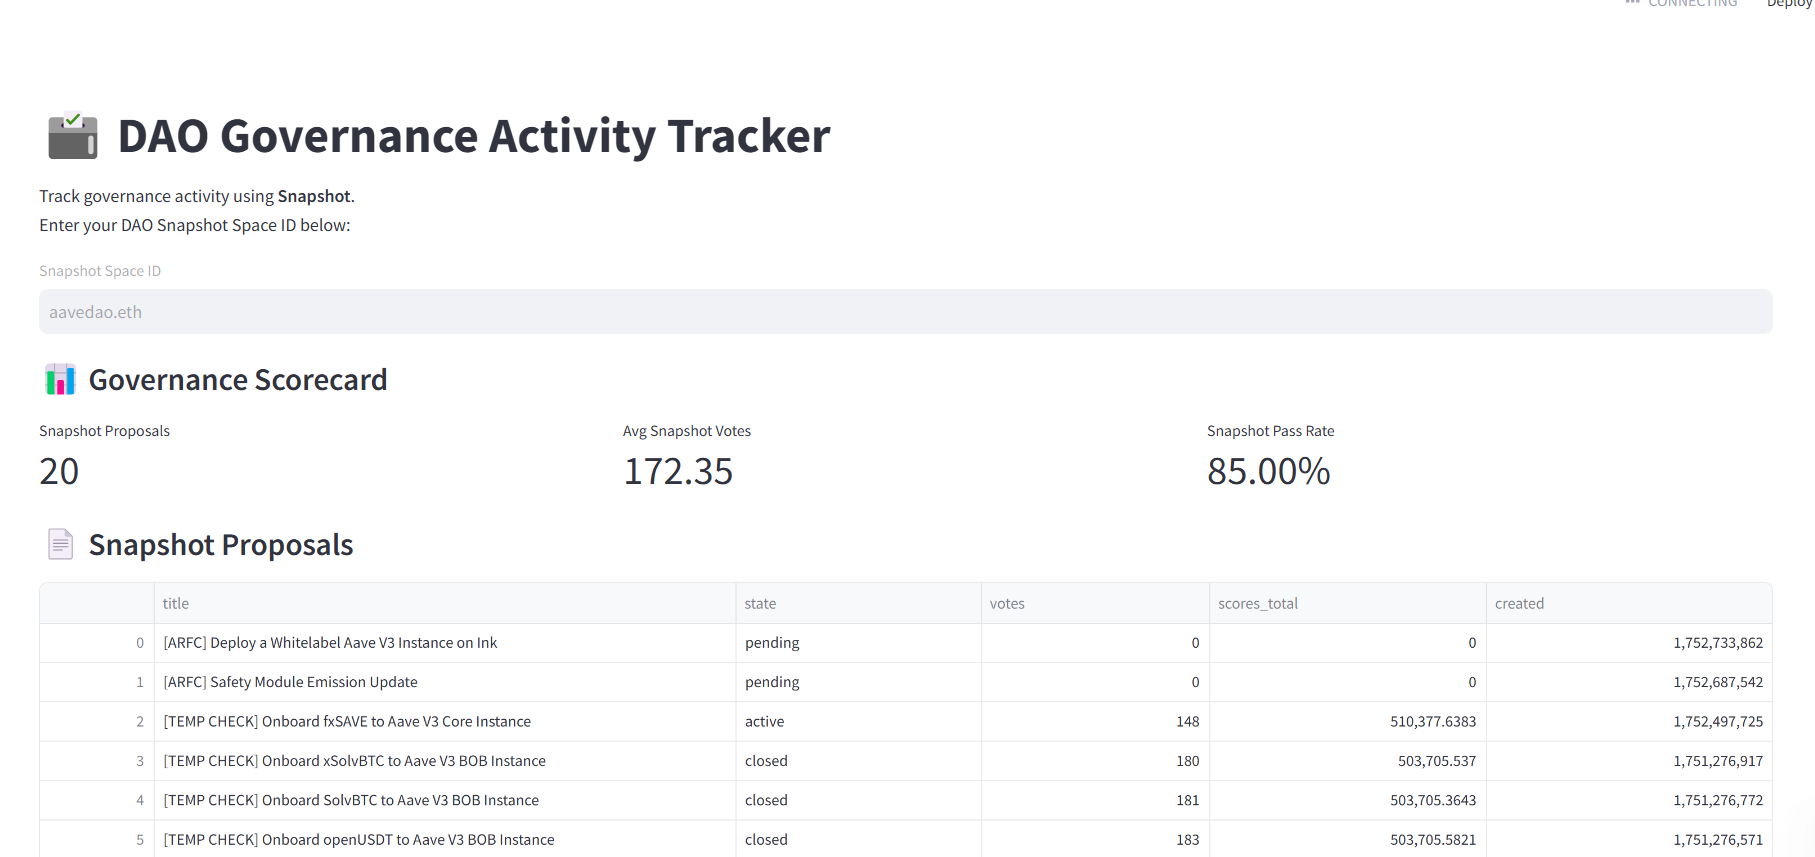 CONNECTING Deploy
DAO Governance Activity Tracker
Track governance activity using Snapshot.
Enter your DAO Snapshot Space ID below:
Snapshot Space ID
aavedao.eth
Governance Scorecard
Snapshot Proposals Avg Snapshot Votes Snapshot Pass Rate
20 172.35 85.00%
Snapshot Proposals
title state votes scores_total created
0 [ARFC] Deploy a Whitelabel Aave V3 Instance on Ink pending 0 0 1,752,733,862
1 [ARFC] Safety Module Emission Update pending 0 0 1,752,687,542
2 [TEMP CHECK] Onboard fxSAVE to Aave V3 Core Instance active 148 510,377.6383 1,752,497,725
3 [TEMP CHECK] Onboard xSolvBTC to Aave V3 BOB Instance closed 180 503,705.537 1,751,276,917
4 [TEMP CHECK] Onboard SolvBTC to Aave V3 BOB Instance closed 181 503,705.3643 1,751,276,772
5 [TEMP CHECK] Onboard openUSDT to Aave V3 BOB Instance closed 183 503,705.5821 1,751,276,571